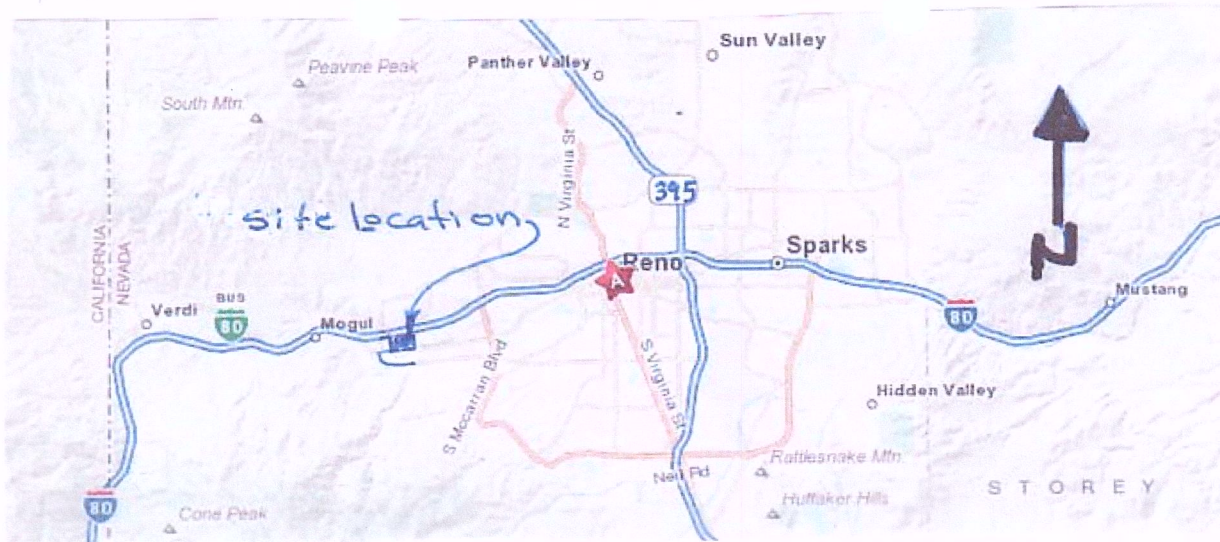 Sun Valley
Panther Valley
Peavine Peak
South Mtn.
N Virginia St
395
site location
CALIFORNIA
NEVADA
Reno
A
Sparks
N
Mustang
Verdi
BUS
80
Mogul
80
S Mccarran Blvd
S Virginia St
Hidden Valley
Neil Rd
Rattlesnake Mtn.
STOREY
80
Cone Peak
Huffaker Hills